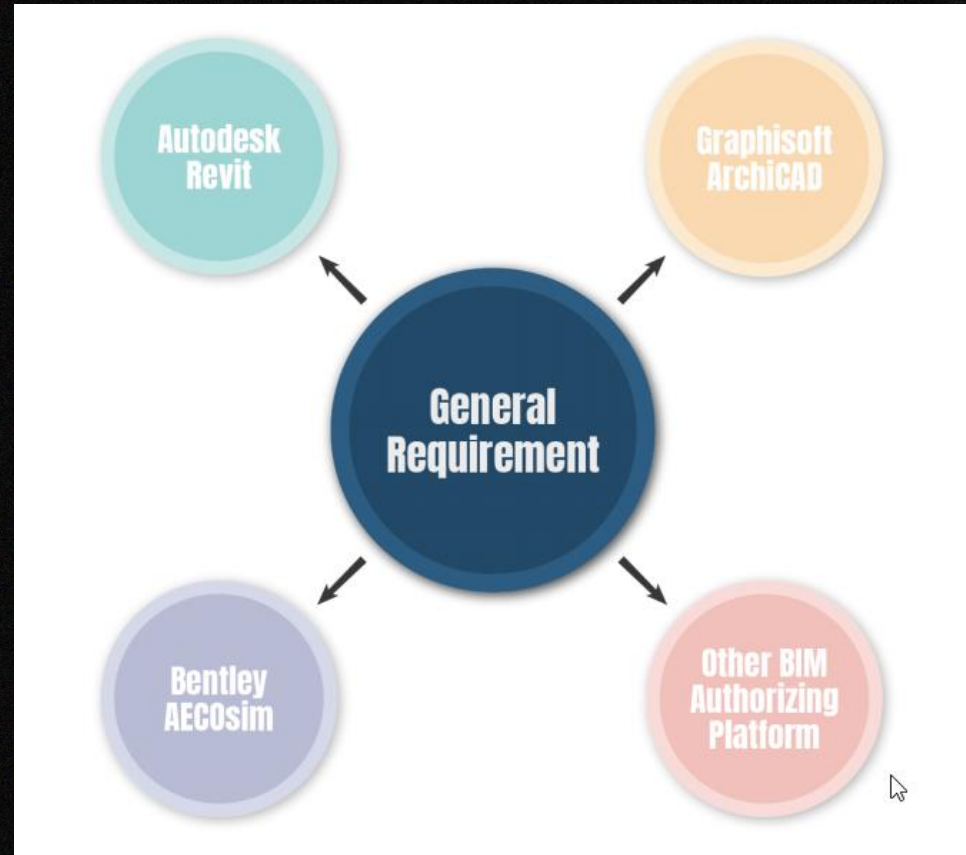 Autodesk
Revit
Graphisoft
ArchiCAD
General
Requirement
Bentley
AECOsim
Other BIM
Authorizing
Platform